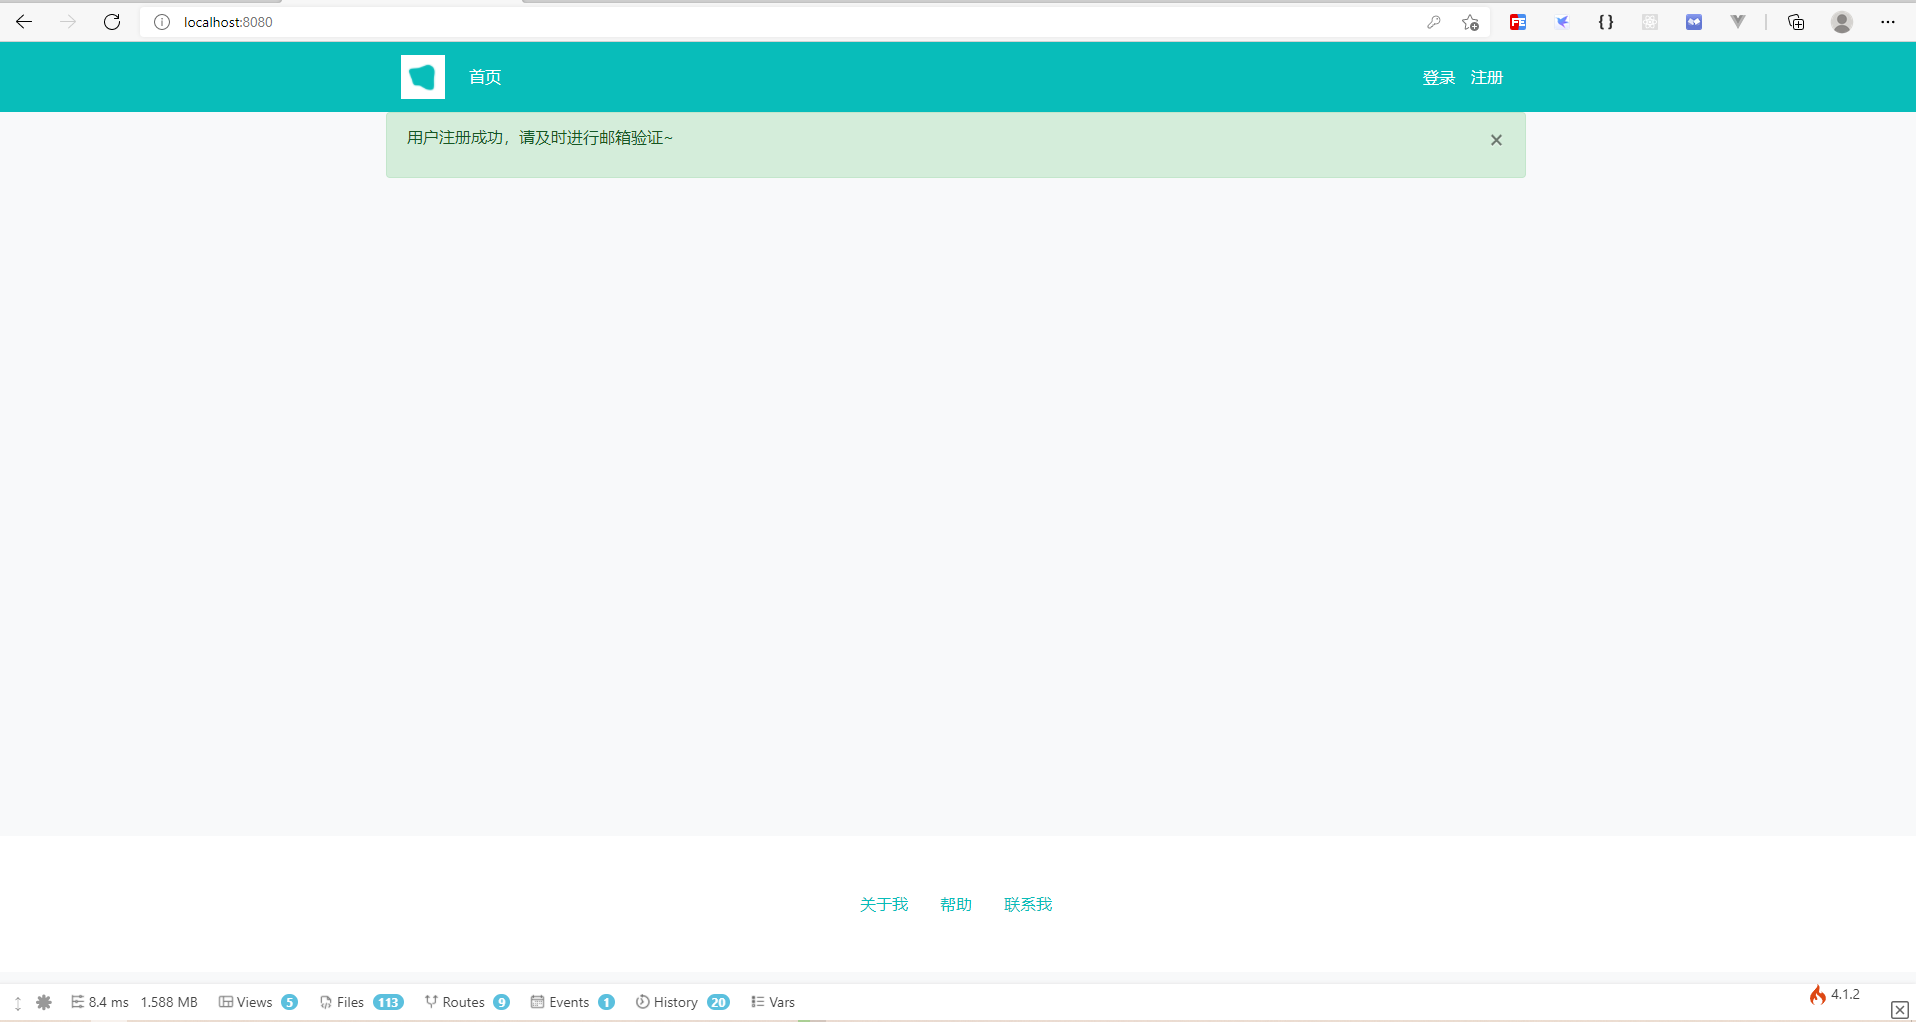 localhost:8080
首页
登录 注册
用户注册成功，请及时进行邮箱验证~
×
关于我 帮助 联系我
8.4 ms 1.588 MB Views 5 Files 113 Routes 9 Events 1 History 20 Vars
4.1.2